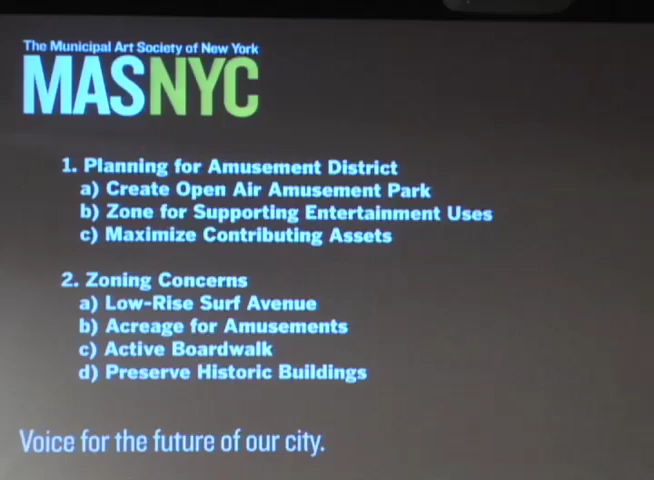 The Municipal Art Society of New York
MASNYC
1. Planning for Amusement District
a) Create Open Air Amusement Park
b) Zone for Supporting Entertainment Uses
c) Maximize Contributing Assets
2. Zoning Concerns
a) Low-Rise Surf Avenue
b) Acreage for Amusements
c) Active Boardwalk
d) Preserve Historic Buildings
Voice for the future of our city.